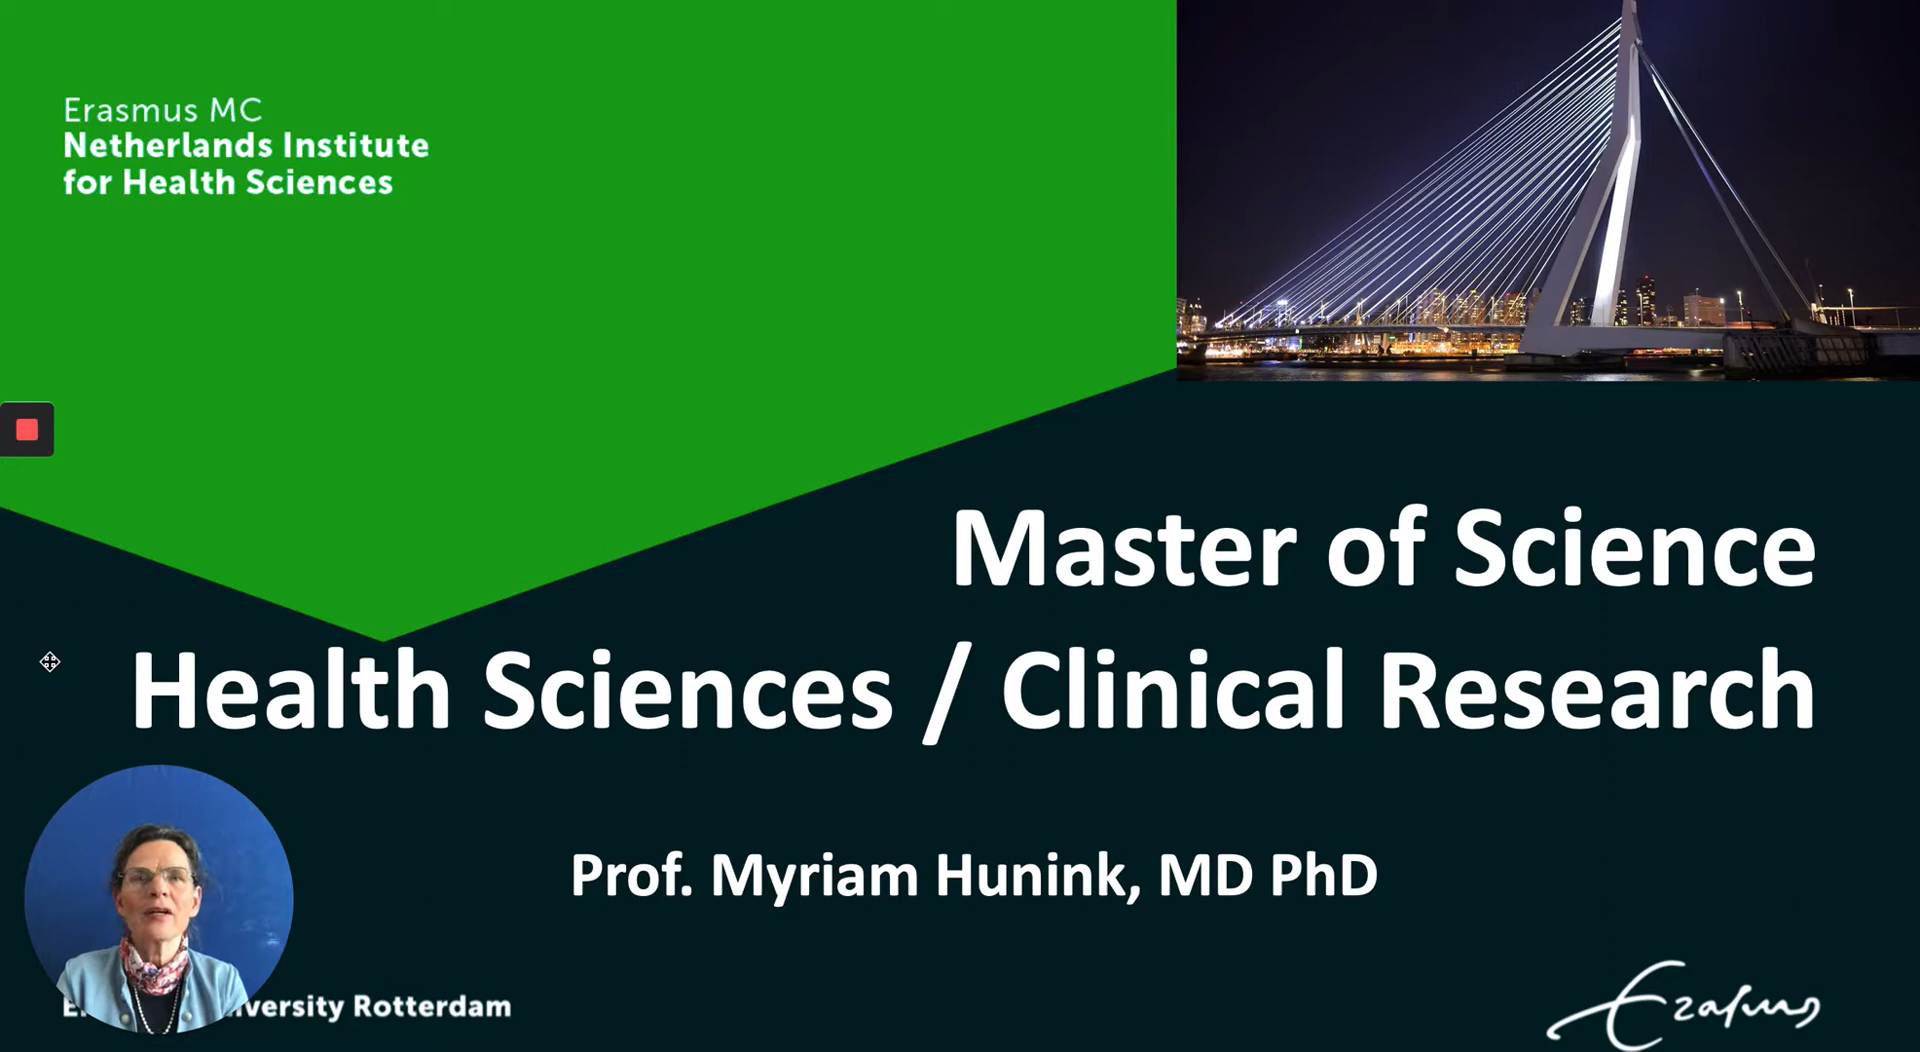 Erasmus MC
Netherlands Institute
for Health Sciences
Master of Science
Health Sciences / Clinical Research
Prof. Myriam Hunink, MD PhD
Rotterdam
Erasmus